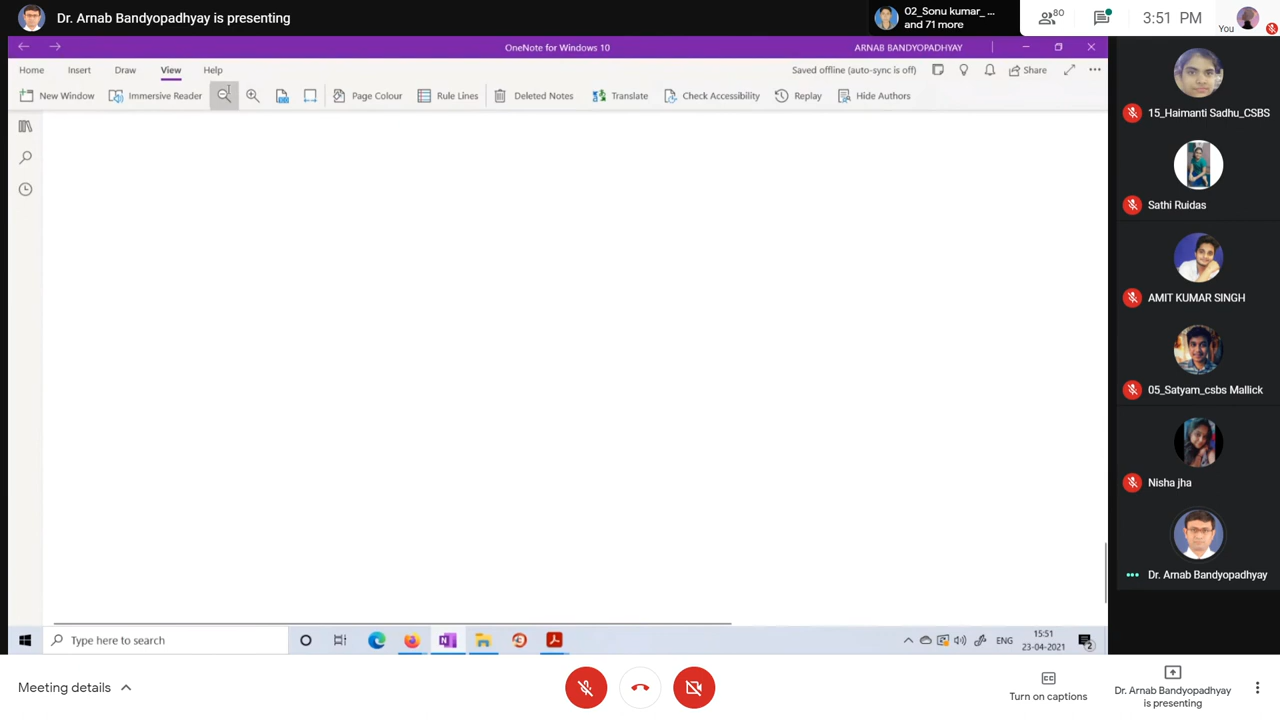 Dr. Arnab Bandyopadhyay is presenting
02_Sonu kumar_ ...
and 71 more
80
3:51 PM
You
OneNote for Windows 10
ARNAB BANDYOPADHYAY
Home Insert Draw View Help
Saved offline (auto-sync is off)
Share
New Window Immersive Reader Page Colour Rule Lines Deleted Notes Translate Check Accessibility Replay Hide Authors
15_Haimanti Sadhu_CSBS
Sathi Ruidas
AMIT KUMAR SINGH
05_Satyam_csbs Mallick
Nisha jha
Dr. Arnab Bandyopadhyay
Type here to search
ENG
15:51
23-04-2021
2
Meeting details
Turn on captions
Dr. Arnab Bandyopadhyay
is presenting